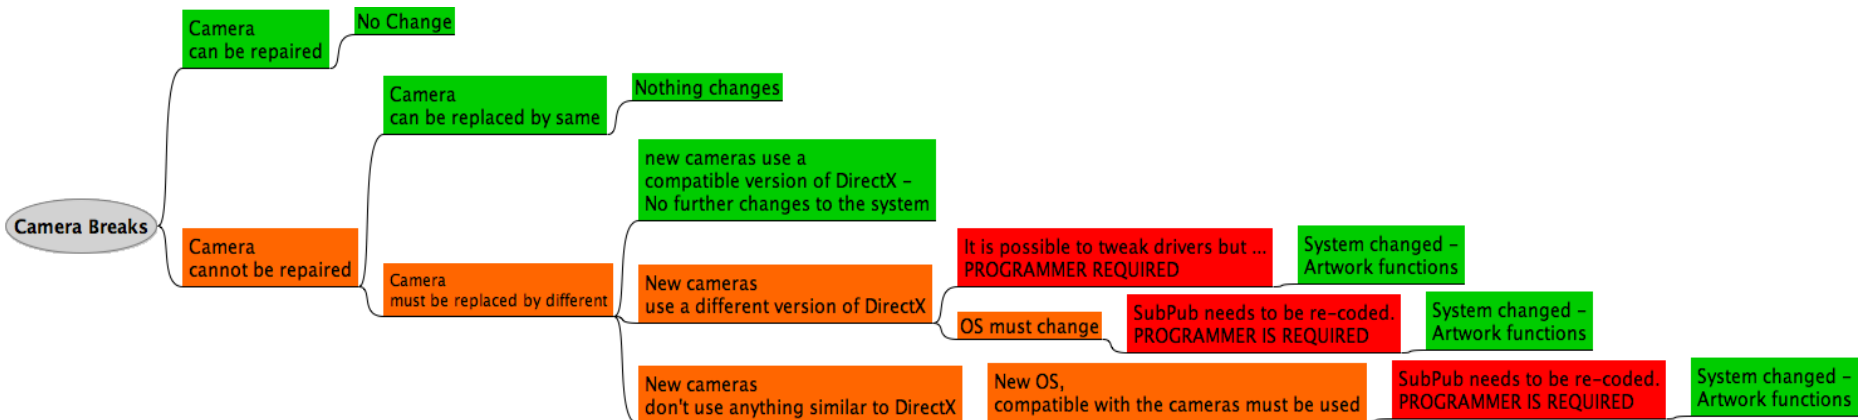 Camera
can be repaired
No Change
Camera
can be replaced by same
Nothing changes
new cameras use a
compatible version of DirectX –
No further changes to the system
Camera Breaks
Camera
cannot be repaired
Camera
must be replaced by different
New cameras
use a different version of DirectX
It is possible to tweak drivers but ...
PROGRAMMER REQUIRED
System changed –
Artwork functions
OS must change
SubPub needs to be re-coded.
PROGRAMMER IS REQUIRED
System changed –
Artwork functions
New cameras
don't use anything similar to DirectX
New OS,
compatible with the cameras must be used
SubPub needs to be re-coded.
PROGRAMMER IS REQUIRED
System changed –
Artwork functions